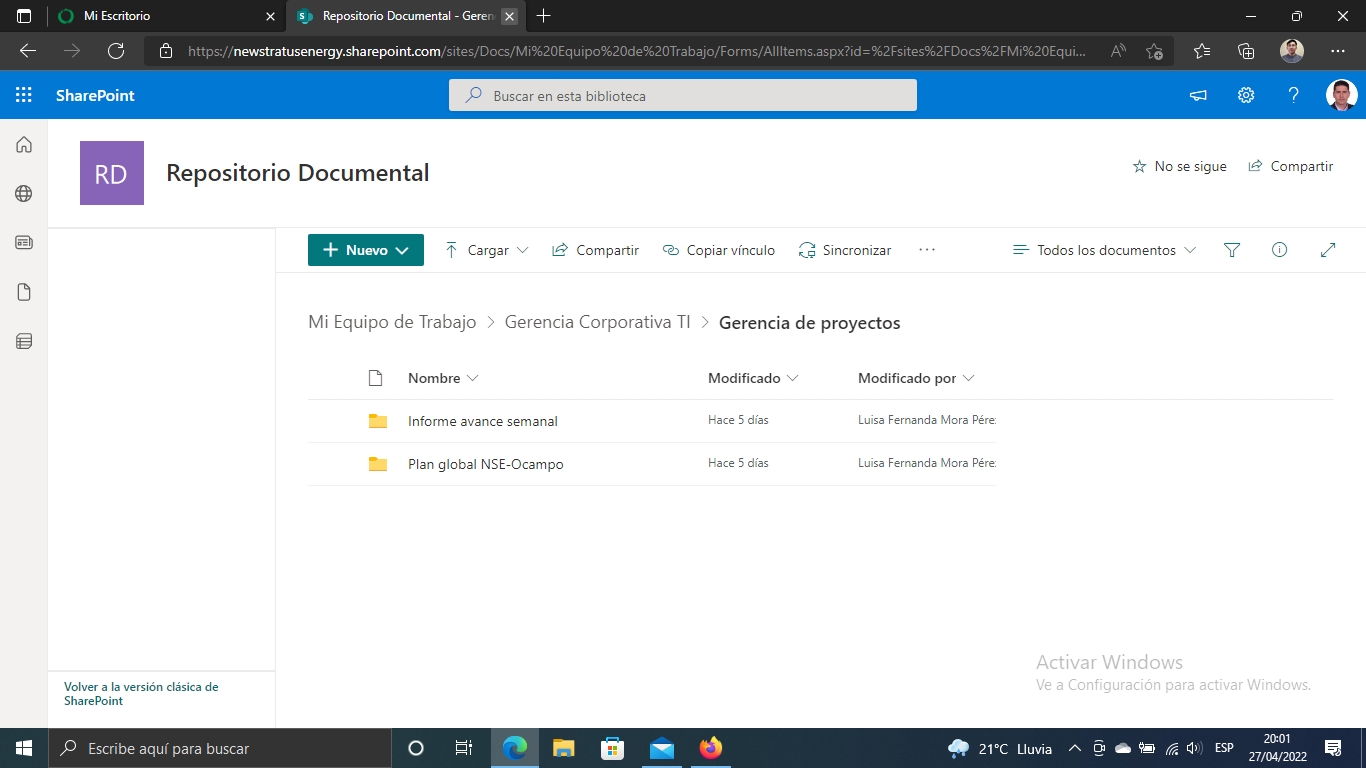 Mi Escritorio
Repositorio Documental - Geren
https://newstratusenergy.sharepoint.com/sites/Docs/Mi%20Equipo%20de%20Trabajo/Forms/AllItems.aspx?id=%2Fsites%2FDocs%2FMi%20Equi...
SharePoint
Buscar en esta biblioteca
RD
Repositorio Documental
No se sigue
Compartir
Nuevo
Cargar
Compartir
Copiar vínculo
Sincronizar
Todos los documentos
Mi Equipo de Trabajo > Gerencia Corporativa TI > Gerencia de proyectos
Nombre
Modificado
Modificado por
Informe avance semanal
Hace 5 días
Luisa Fernanda Mora Pére
Plan global NSE-Ocampo
Hace 5 días
Luisa Fernanda Mora Pére
Activar Windows
Ve a Configuración para activar Windows.
Volver a la versión clásica de
SharePoint
Escribe aquí para buscar
21°C Lluvia
ESP
20:01
27/04/2022